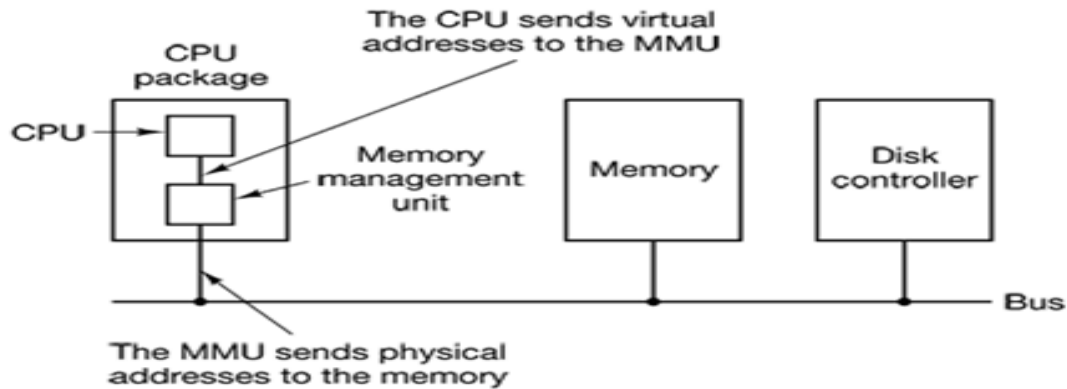 The CPU sends virtual
addresses to the MMU
CPU
package
CPU
Memory
management
unit
Memory
Disk
controller
Bus
The MMU sends physical
addresses to the memory